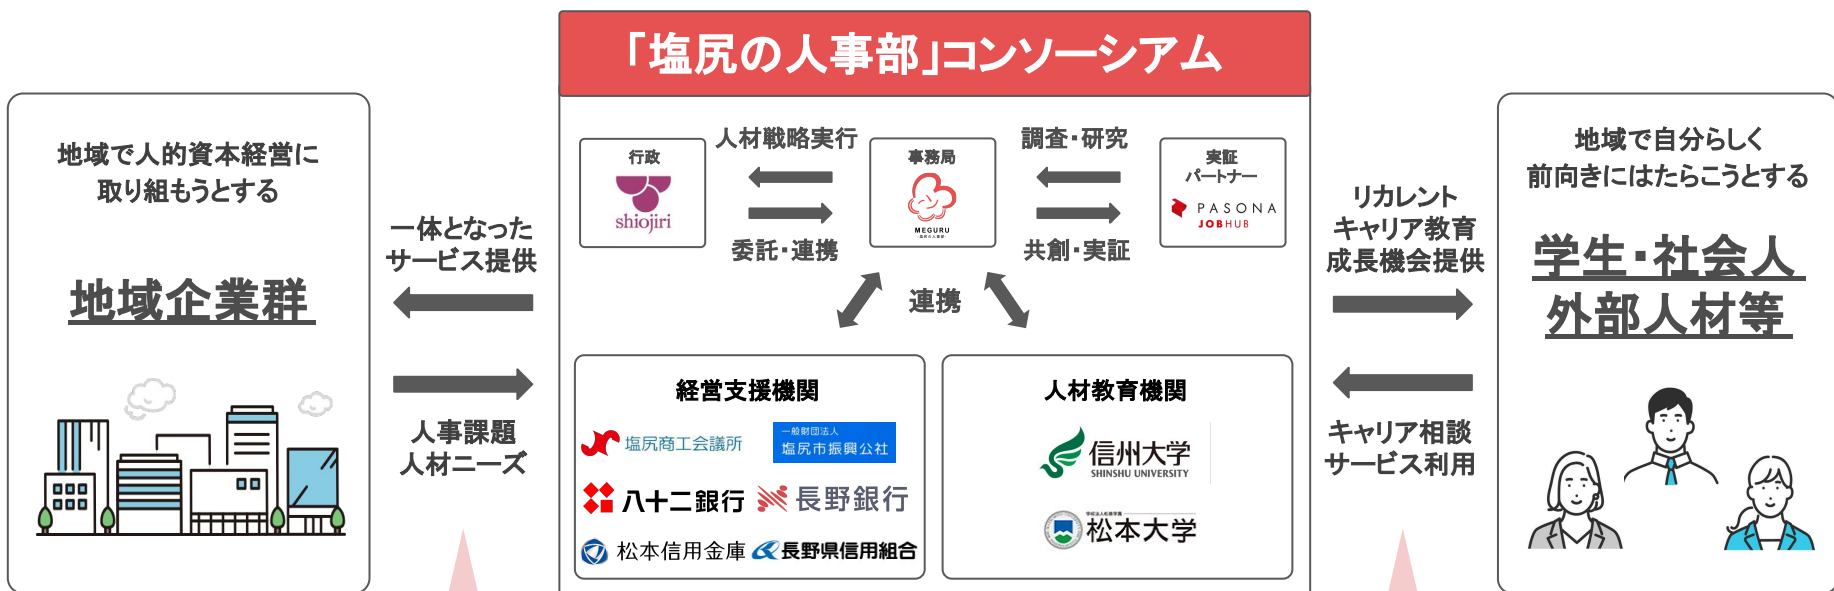 「塩尻の人事部」コンソーシアム
地域で人的資本経営に
取り組もうとする
地域企業群
一体となった
サービス提供
人事課題
人材ニーズ
行政
shiojiri
人材戦略実行
委託・連携
事務局
MEGURU
調査・研究
共創・実証
実証
パートナー
PASONA
JOBHUB
連携
経営支援機関
塩尻商工会議所
一般財団法人
塩尻市振興公社
八十二銀行
長野銀行
松本信用金庫
長野県信用組合
人材教育機関
信州大学
SHINSHU UNIVERSITY
学校法人松商学園
松本大学
リカレント
キャリア教育
成長機会提供
キャリア相談
サービス利用
地域で自分らしく
前向きにはたらこうとする
学生・社会人
外部人材等